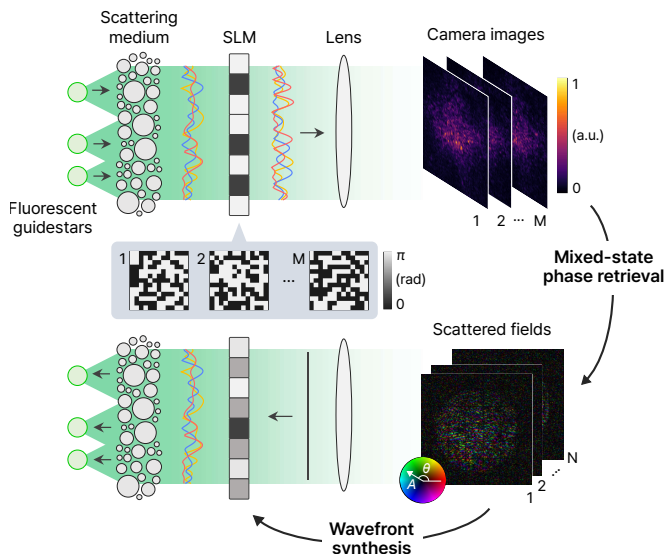 Scattering
medium
SLM
Lens
Camera images
1
(a.u.)
0
1 2 ... M
Fluorescent
guidestars
1
2
...
M
π
(rad)
0
Mixed-state
phase retrieval
Scattered fields
θ
A
1
2
...
N
Wavefront
synthesis